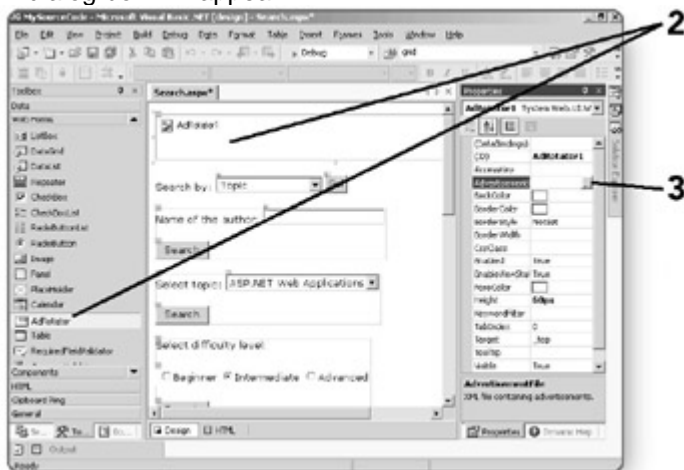 MySourceCode - Microsoft Visual Basic .NET [design] - Search.aspx*
File Edit View Project Build Debug Data Format Table Insert Frames Tools Window Help
Debug
grid
2
Toolbox
Search.aspx*
Properties
Data
Web Forms
AdRotator1 System.Web.UI.W
ListBox
DataGrid
DataList
Repeater
CheckBox
CheckBoxList
RadioButtonList
RadioButton
Image
Panel
PlaceHolder
Calendar
AdRotator
Table
RequiredFieldValidator
Components
HTML
Clipboard Ring
General
AdRotator1
Search by: Topic
Name of the author:
Search
Select topic: ASP.NET Web Applications
Search
Select difficulty level
Beginner Intermediate Advanced
Design HTML
(DataBindings)
(ID) AdRotator1
AccessKey
3
BackColor
BorderColor
BorderStyle NotSet
BorderWidth
CssClass
Enabled True
EnableViewStat True
ForeColor
Height 60px
KeywordFilter
TabIndex 0
Target _top
ToolTip
Visible True
AdvertisementFile
XML file containing advertisements.
Properties Dynamic Help
Output
Ready